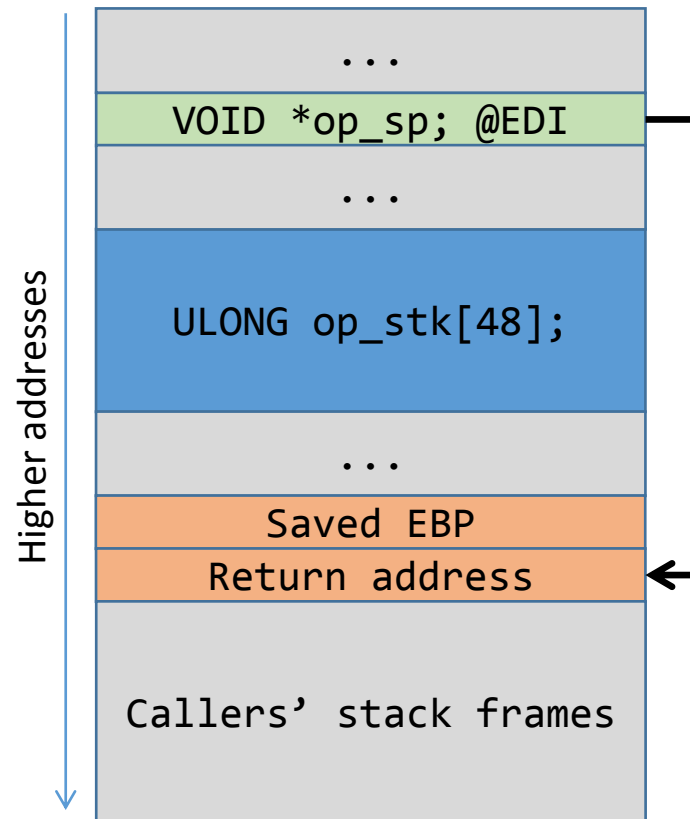 ...
VOID *op_sp; @EDI
...
Higher addresses
ULONG op_stk[48];
...
Saved EBP
Return address
Callers’ stack frames